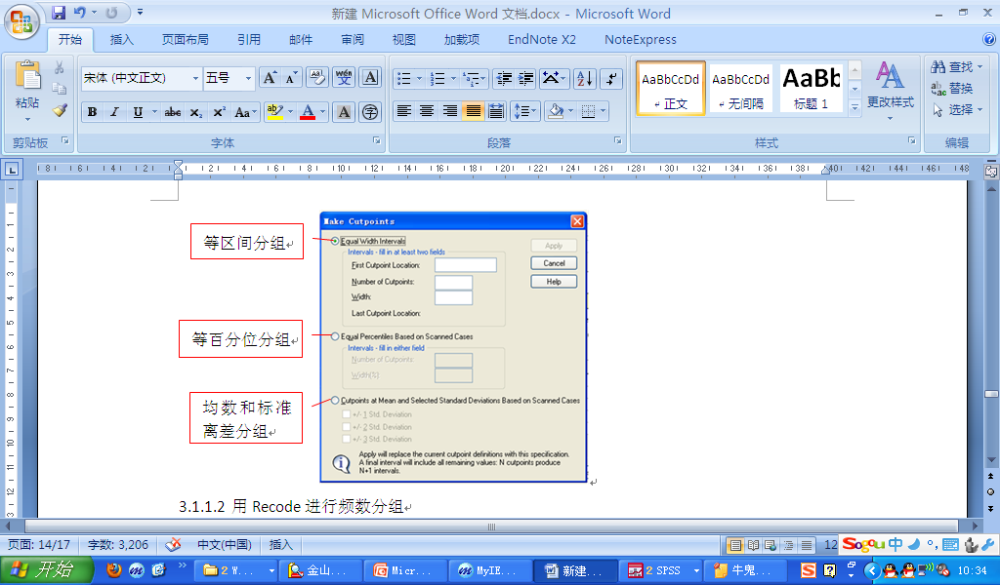 新建 Microsoft Office Word 文档.docx - Microsoft Word
开始 插入 页面布局 引用 邮件 审阅 视图 加载项 EndNote X2 NoteExpress
宋体 (中文正文) 五号
AaBbCcDd AaBbCcDd AaBb
粘贴 正文 无间隔 标题 1 更改样式 查找 替换 选择
剪贴板 字体 段落 样式 编辑
Make Cutpoints
等区间分组
Equal Width Intervals
Intervals - fill in at least two fields
First Cutpoint Location:
Number of Cutpoints:
Width:
Last Cutpoint Location:
Apply
Cancel
Help
等百分位分组
Equal Percentiles Based on Scanned Cases
Intervals - fill in either field
Number of Cutpoints:
Width(%):
均数和标准
离差分组
Cutpoints at Mean and Selected Standard Deviations Based on Scanned Cases
+/- 1 Std. Deviation
+/- 2 Std. Deviation
+/- 3 Std. Deviation
Apply will replace the current cutpoint definitions with this specification.
A final interval will include all remaining values: N cutpoints produce
N+1 intervals.
3.1.1.2 用 Recode 进行频数分组
页面: 14/17 字数: 3,206 中文(中国) 插入 12 Sogou 中
开始 2 W... 金山... Micr... MyIE... 新建... 2 SPSS 牛鬼... 10:34